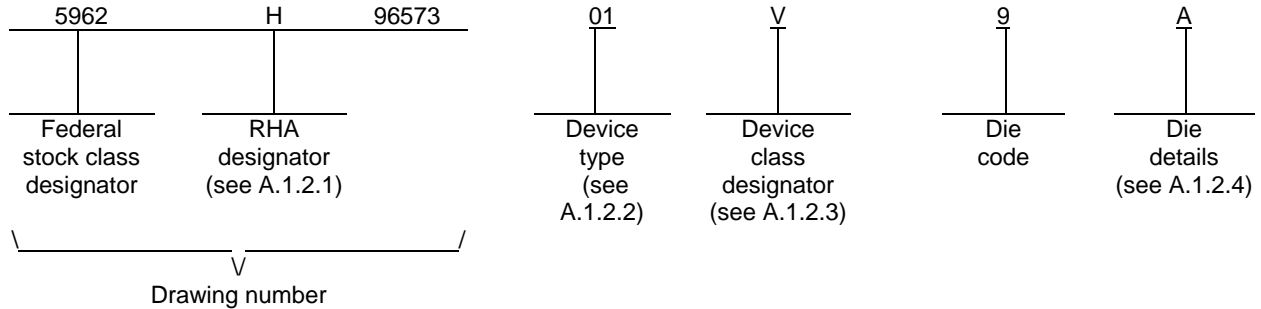 5962 H 96573 01 V 9 A
Federal stock class designator
RHA designator (see A.1.2.1)
Device type (see A.1.2.2)
Device class designator (see A.1.2.3)
Die code
Die details (see A.1.2.4)
\ /
\/
Drawing number